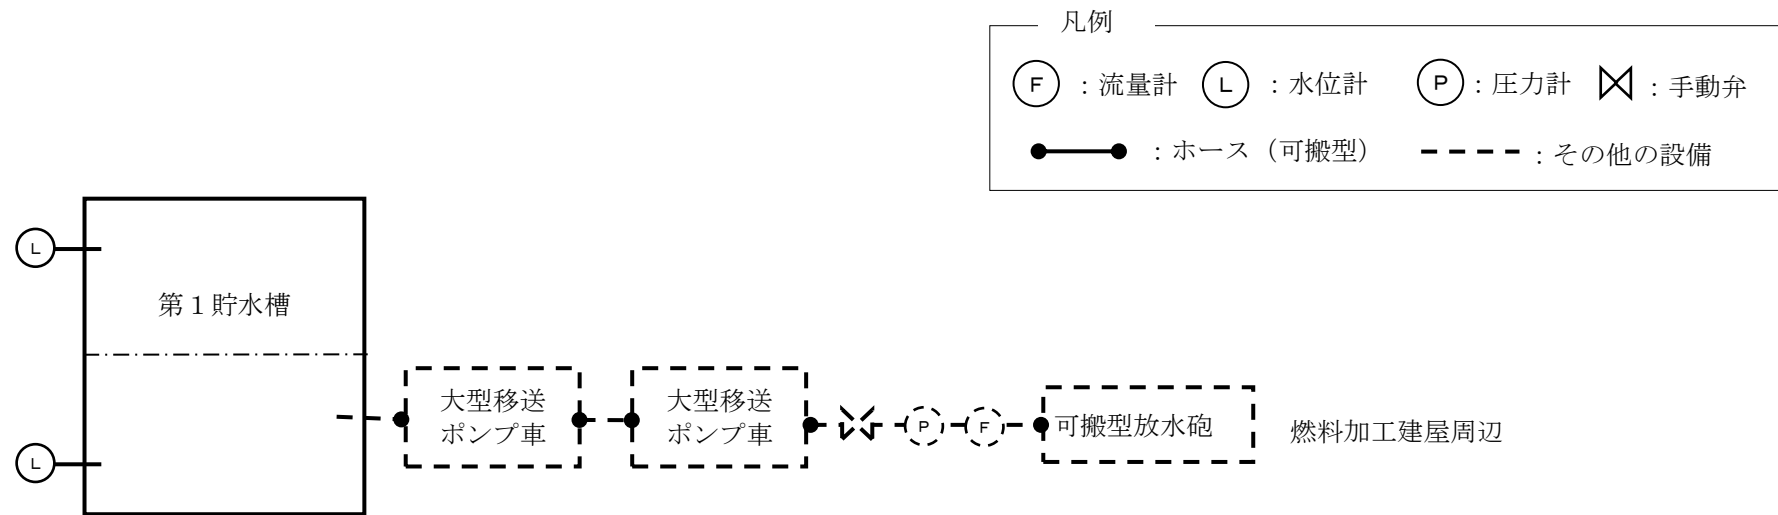 凡例
F ：流量計 L ：水位計 P ：圧力計 ：手動弁
：ホース（可搬型） ：その他の設備
L
第１貯水槽
大型移送
ポンプ車
大型移送
ポンプ車
P
F
可搬型放水砲
燃料加工建屋周辺
L